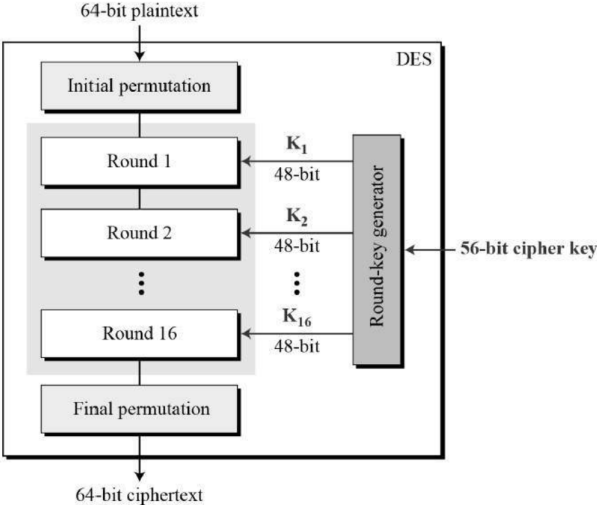 64-bit plaintext
DES
Initial permutation
Round 1
K1
48-bit
Round 2
K2
48-bit
Round-key generator
56-bit cipher key
Round 16
K16
48-bit
Final permutation
64-bit ciphertext